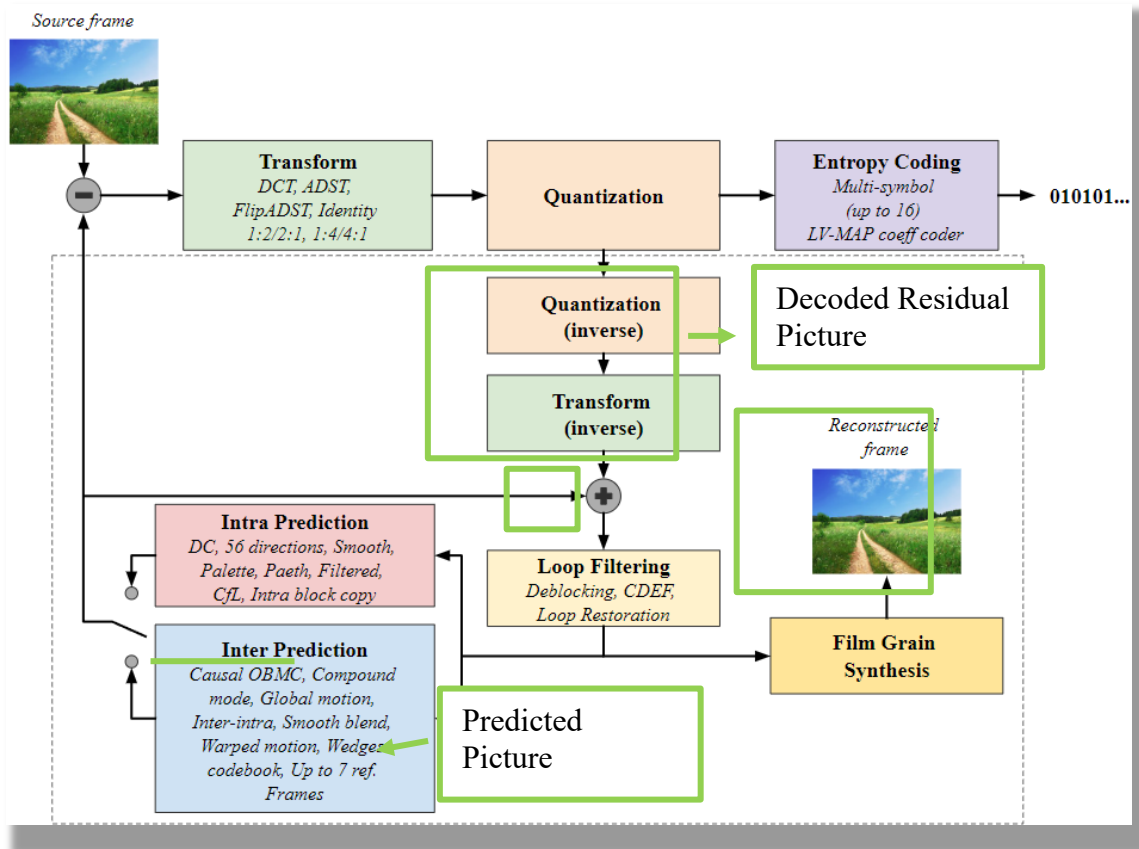 Source frame
Transform
DCT, ADST,
FlipADST, Identity
1:2/2:1, 1:4/4:1
Quantization
Entropy Coding
Multi-symbol
(up to 16)
LV-MAP coeff coder
010101...
Quantization
(inverse)
Decoded Residual
Picture
Transform
(inverse)
Reconstructed
frame
Intra Prediction
DC, 56 directions, Smooth,
Palette, Paeth, Filtered,
CfL, Intra block copy
Loop Filtering
Deblocking, CDEF,
Loop Restoration
Inter Prediction
Causal OBMC, Compound
mode, Global motion,
Inter-intra, Smooth blend,
Warped motion, Wedge
codebook, Up to 7 ref.
Frames
Film Grain
Synthesis
Predicted
Picture